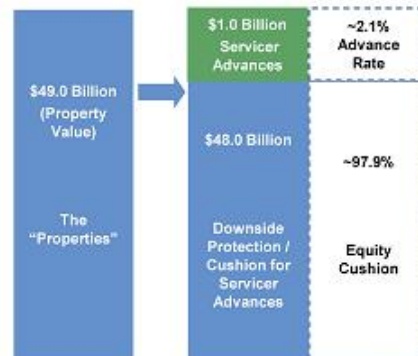 $49.0 Billion
(Property
Value)
The
"Properties"
$1.0 Billion
Servicer
Advances
~2.1%
Advance
Rate
$48.0 Billion
Downside
Protection /
Cushion for
Servicer
Advances
~97.9%
Equity
Cushion